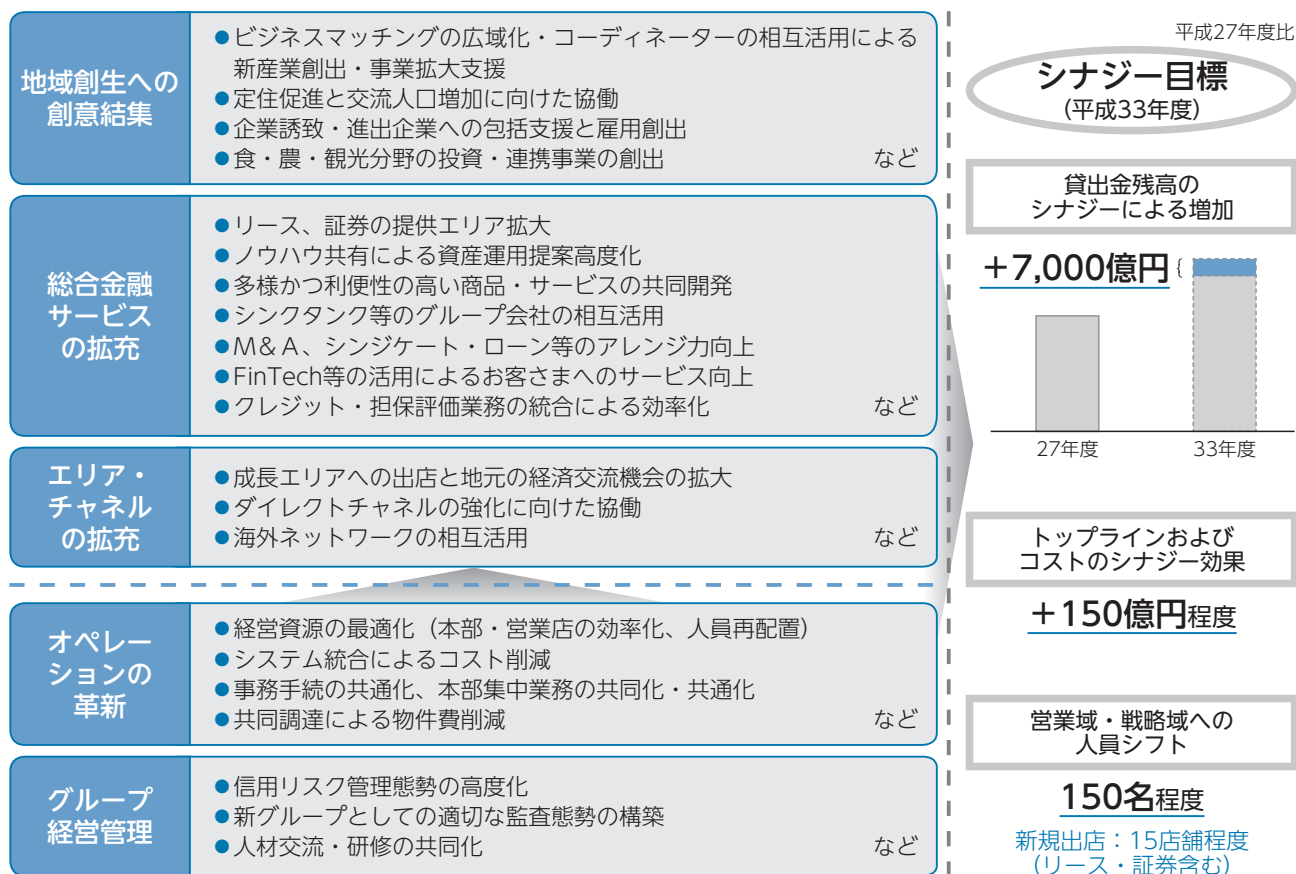 地域創生への
創意結集
●ビジネスマッチングの広域化・コーディネーターの相互活用による
新産業創出・事業拡大支援
●定住促進と交流人口増加に向けた協働
●企業誘致・進出企業への包括支援と雇用創出
●食・農・観光分野の投資・連携事業の創出 など
総合金融
サービス
の拡充
●リース、証券の提供エリア拡大
●ノウハウ共有による資産運用提案高度化
●多様かつ利便性の高い商品・サービスの共同開発
●シンクタンク等のグループ会社の相互活用
●M＆A、シンジケート・ローン等のアレンジ力向上
●FinTech等の活用によるお客さまへのサービス向上
●クレジット・担保評価業務の統合による効率化 など
エリア・
チャネル
の拡充
●成長エリアへの出店と地元の経済交流機会の拡大
●ダイレクトチャネルの強化に向けた協働
●海外ネットワークの相互活用 など
オペレー
ションの
革新
●経営資源の最適化（本部・営業店の効率化、人員再配置）
●システム統合によるコスト削減
●事務手続の共通化、本部集中業務の共同化・共通化
●共同調達による物件費削減 など
グループ
経営管理
●信用リスク管理態勢の高度化
●新グループとしての適切な監査態勢の構築
●人材交流・研修の共同化 など
平成27年度比
シナジー目標
(平成33年度)
貸出金残高の
シナジーによる増加
＋7,000億円{
27年度 33年度
トップラインおよび
コストのシナジー効果
＋150億円程度
営業域・戦略域への
人員シフト
150名程度
新規出店：15店舗程度
(リース・証券含む)